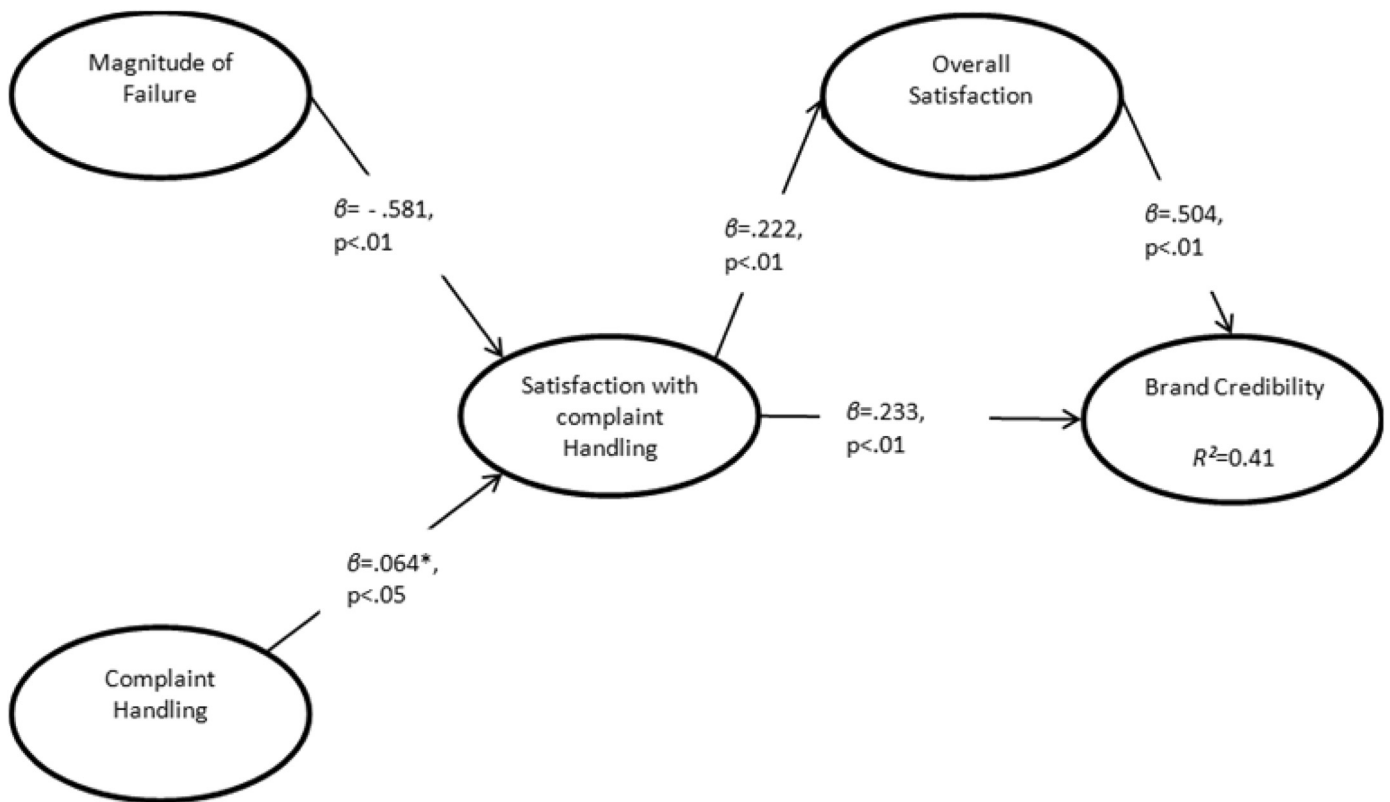 Magnitude of
Failure
Overall
Satisfaction
β= - .581,
p<.01
β=.222,
p<.01
β=.504,
p<.01
Satisfaction with
complaint
Handling
β=.233,
p<.01
Brand Credibility
R²=0.41
β=.064*,
p<.05
Complaint
Handling